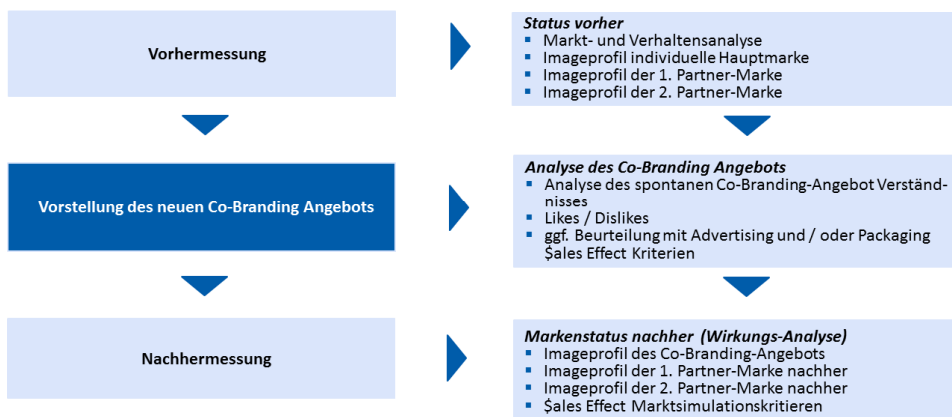 Vorhermessung
Status vorher
▪ Markt- und Verhaltensanalyse
▪ Imageprofil individuelle Hauptmarke
▪ Imageprofil der 1. Partner-Marke
▪ Imageprofil der 2. Partner-Marke
Vorstellung des neuen Co-Branding Angebots
Analyse des Co-Branding Angebots
▪ Analyse des spontanen Co-Branding-Angebot Verständ-
nisses
▪ Likes / Dislikes
▪ ggf. Beurteilung mit Advertising und / oder Packaging
$ales Effect Kriterien
Nachhermessung
Markenstatus nachher (Wirkungs-Analyse)
▪ Imageprofil des Co-Branding-Angebots
▪ Imageprofil der 1. Partner-Marke nachher
▪ Imageprofil der 2. Partner-Marke nachher
▪ $ales Effect Marktsimulationskritieren